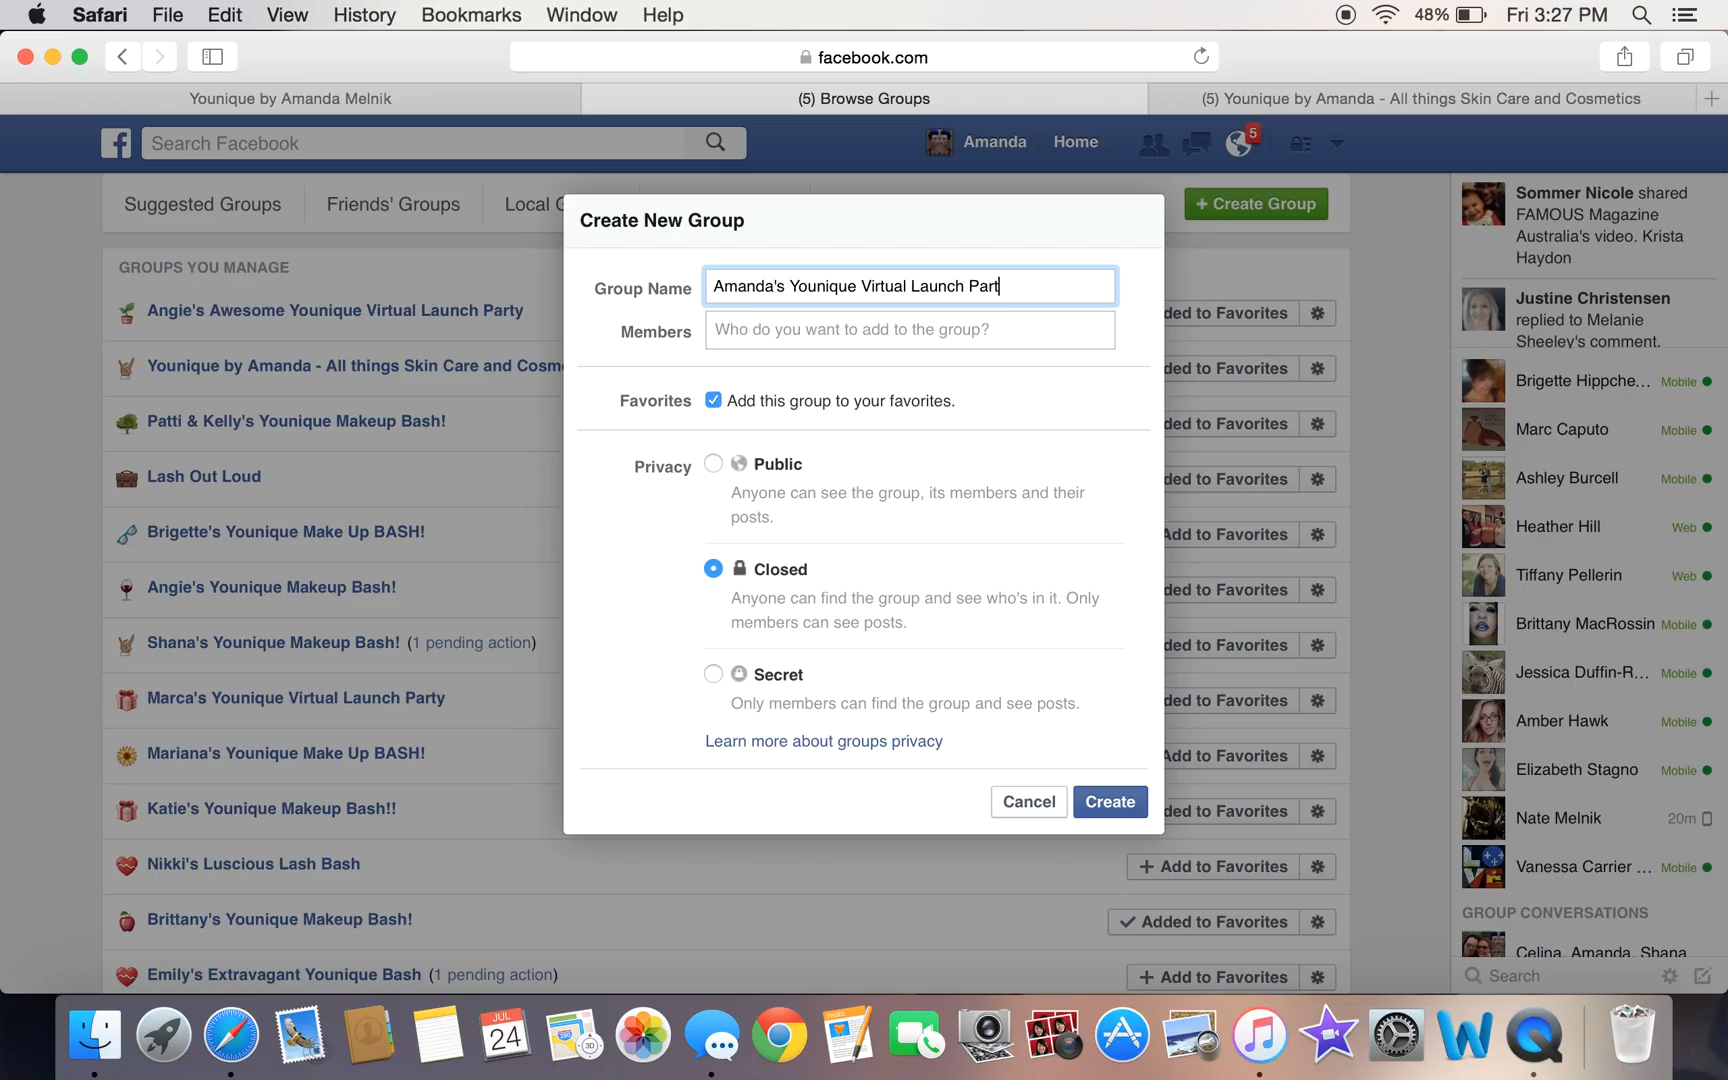 Safari File Edit View History Bookmarks Window Help 48% Fri 3:27 PM
facebook.com
Younique by Amanda Melnik
(5) Browse Groups
(5) Younique by Amanda - All things Skin Care and Cosmetics
Search Facebook
Amanda Home 5
Suggested Groups Friends' Groups Local G
+ Create Group
GROUPS YOU MANAGE
Angie's Awesome Younique Virtual Launch Party
Younique by Amanda - All things Skin Care and Cosm
Patti & Kelly's Younique Makeup Bash!
Lash Out Loud
Brigette's Younique Make Up BASH!
Angie's Younique Makeup Bash!
Shana's Younique Makeup Bash! (1 pending action)
Marca's Younique Virtual Launch Party
Mariana's Younique Make Up BASH!
Katie's Younique Makeup Bash!!
Nikki's Luscious Lash Bash
Brittany's Younique Makeup Bash!
Emily's Extravagant Younique Bash (1 pending action)
Create New Group
Group Name Amanda's Younique Virtual Launch Part
Members Who do you want to add to the group?
Favorites Add this group to your favorites.
Privacy Public
Anyone can see the group, its members and their
posts.
Closed
Anyone can find the group and see who's in it. Only
members can see posts.
Secret
Only members can find the group and see posts.
Learn more about groups privacy
Cancel Create
ded to Favorites
ded to Favorites
ded to Favorites
ded to Favorites
Add to Favorites
ded to Favorites
ded to Favorites
ded to Favorites
Add to Favorites
ded to Favorites
+ Add to Favorites
Added to Favorites
+ Add to Favorites
Sommer Nicole shared
FAMOUS Magazine
Australia's video. Krista
Haydon
Justine Christensen
replied to Melanie
Sheeley's comment.
Brigette Hippche... Mobile
Marc Caputo Mobile
Ashley Burcell Mobile
Heather Hill Web
Tiffany Pellerin Web
Brittany MacRossin Mobile
Jessica Duffin-R... Mobile
Amber Hawk Mobile
Elizabeth Stagno Mobile
Nate Melnik 20m
Vanessa Carrier ... Mobile
GROUP CONVERSATIONS
Celina, Amanda, Shana
Search
JUL
24
3D
PAGES